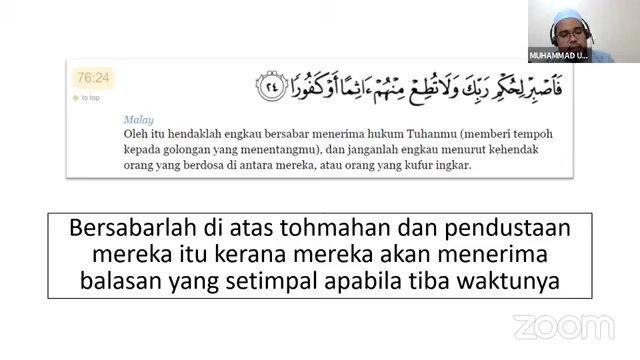 MUHAMMAD U...
76:24
to top
فَٱصۡبِرۡ لِحُكۡمِ رَبِّكَ وَلَا تُطِعۡ مِنۡهُمۡ ءَاثِمًا أَوۡ كَفُورٗا ٢٤
Malay
Oleh itu hendaklah engkau bersabar menerima hukum Tuhanmu (memberi tempoh
kepada golongan yang menentangmu), dan janganlah engkau menurut kehendak
orang yang berdosa di antara mereka, atau orang yang kufur ingkar.
Bersabarlah di atas tohmahan dan pendustaan
mereka itu kerana mereka akan menerima
balasan yang setimpal apabila tiba waktunya
zoom